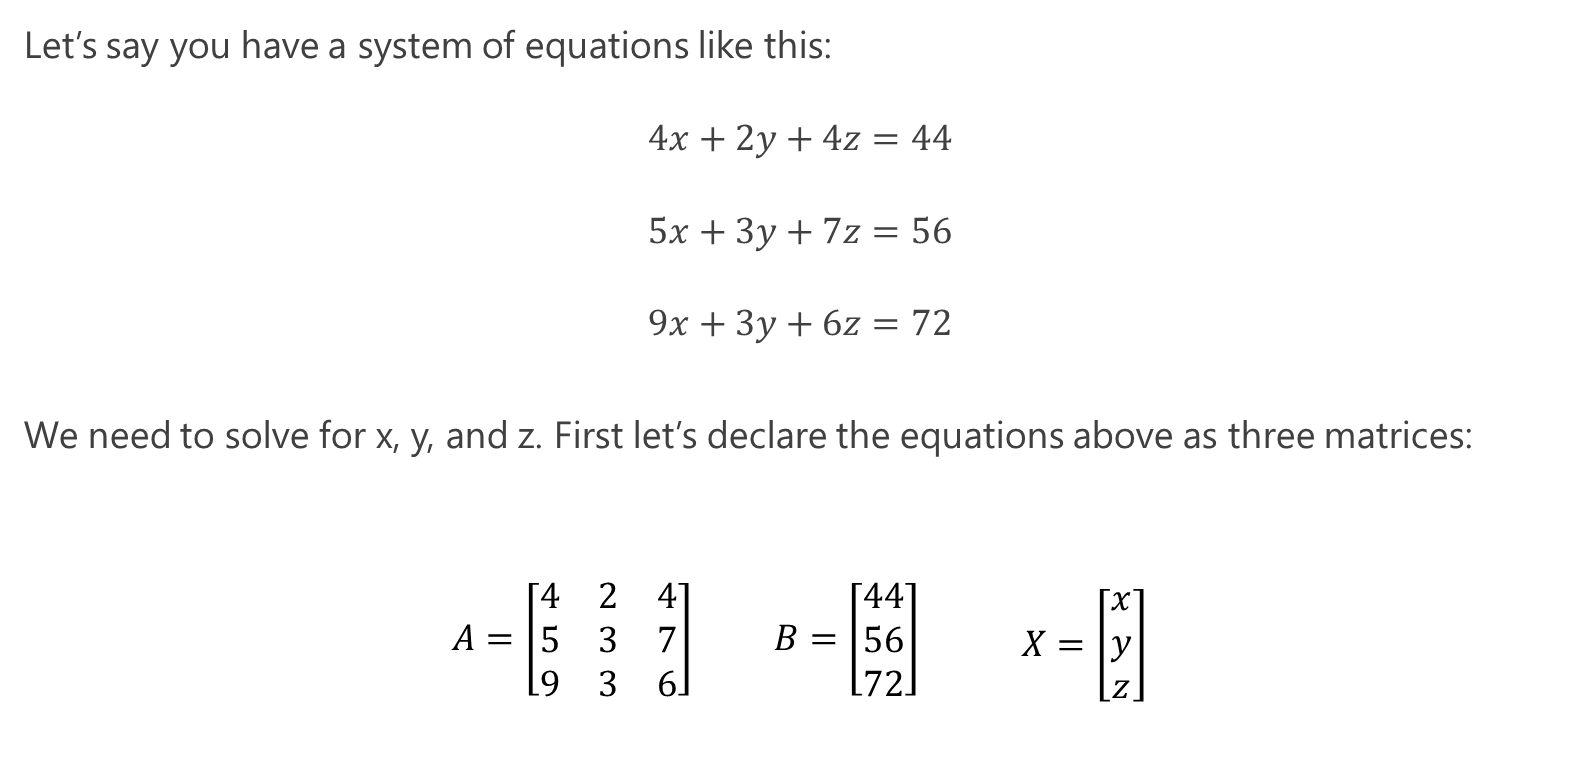 Let's say you have a system of equations like this:
4x + 2y + 4z = 44
5x + 3y + 7z = 56
9x + 3y + 6z = 72
We need to solve for x, y, and z. First let's declare the equations above as three matrices:
A = [4 2 4; 5 3 7; 9 3 6] B = [44; 56; 72] X = [x; y; z]